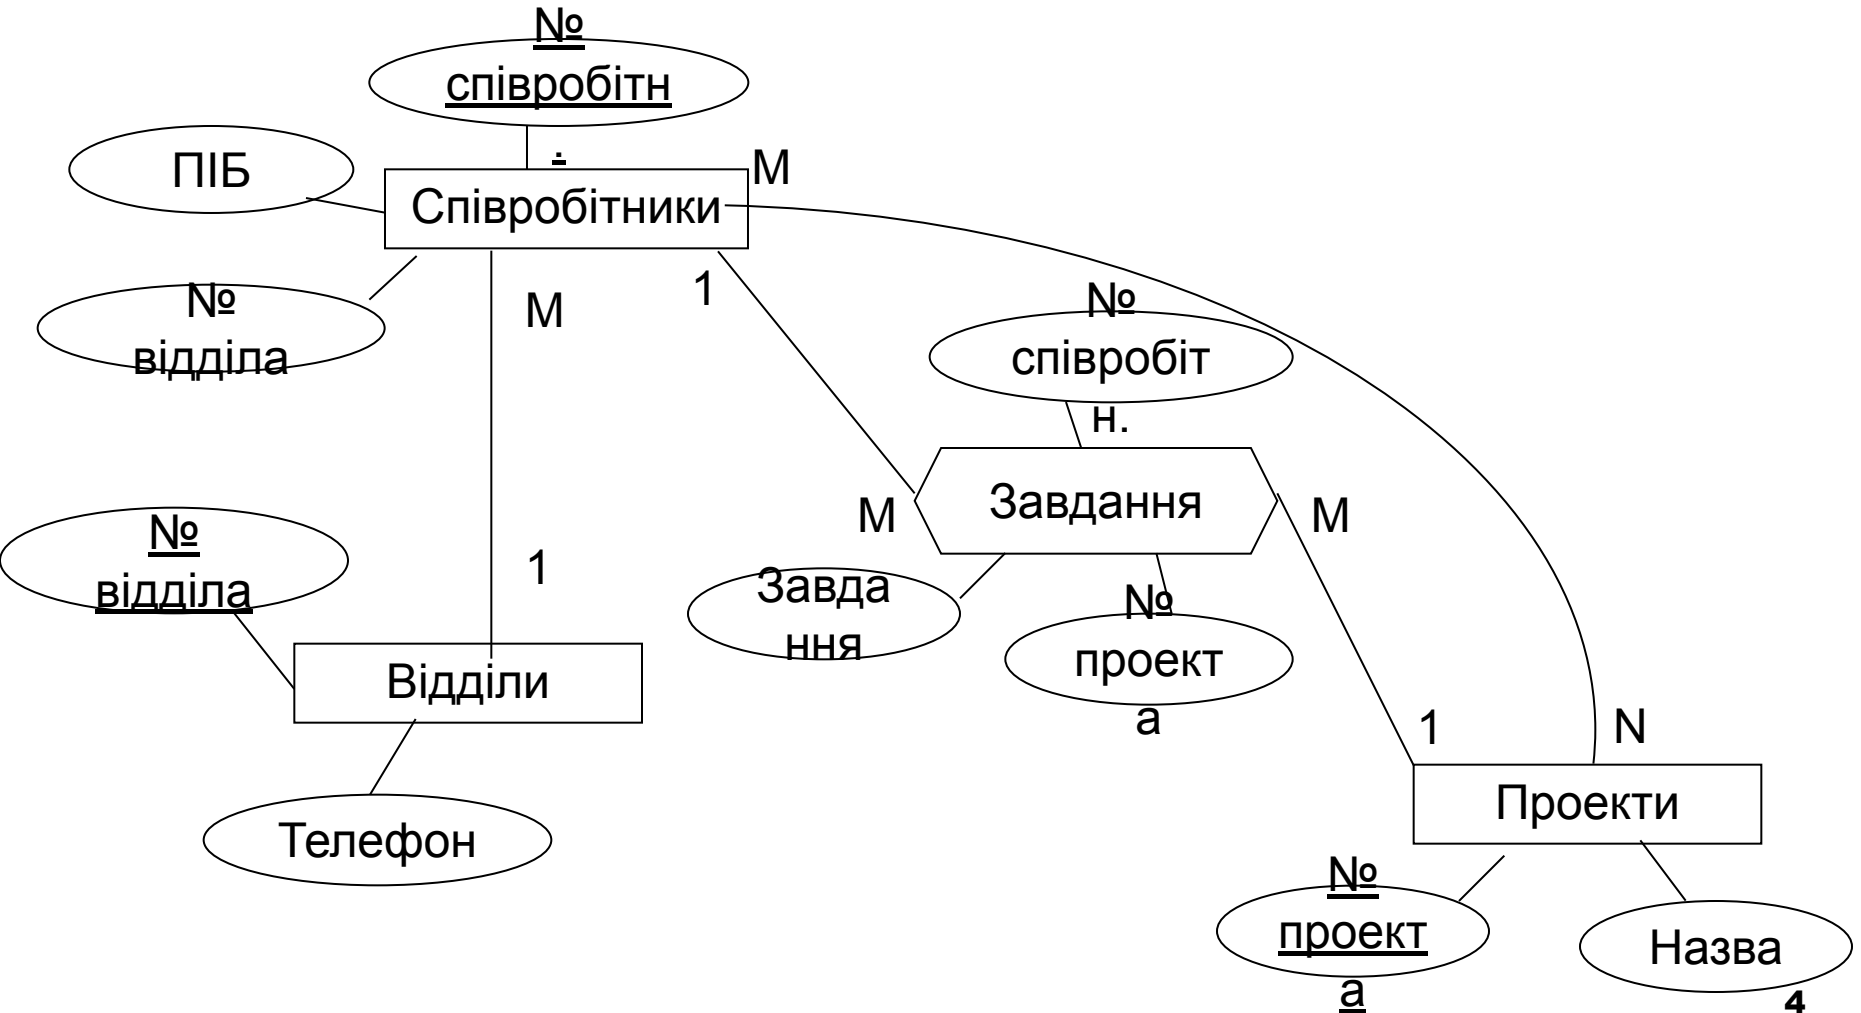 №
співробітн
.
ПІБ
Співробітники
М
№
відділа
М
1
№
співробіт
н.
Завдання
М
М
№
відділа
1
Завда
ння
№
проект
а
Відділи
1
N
Телефон
Проекти
№
проект
а
Назва
4